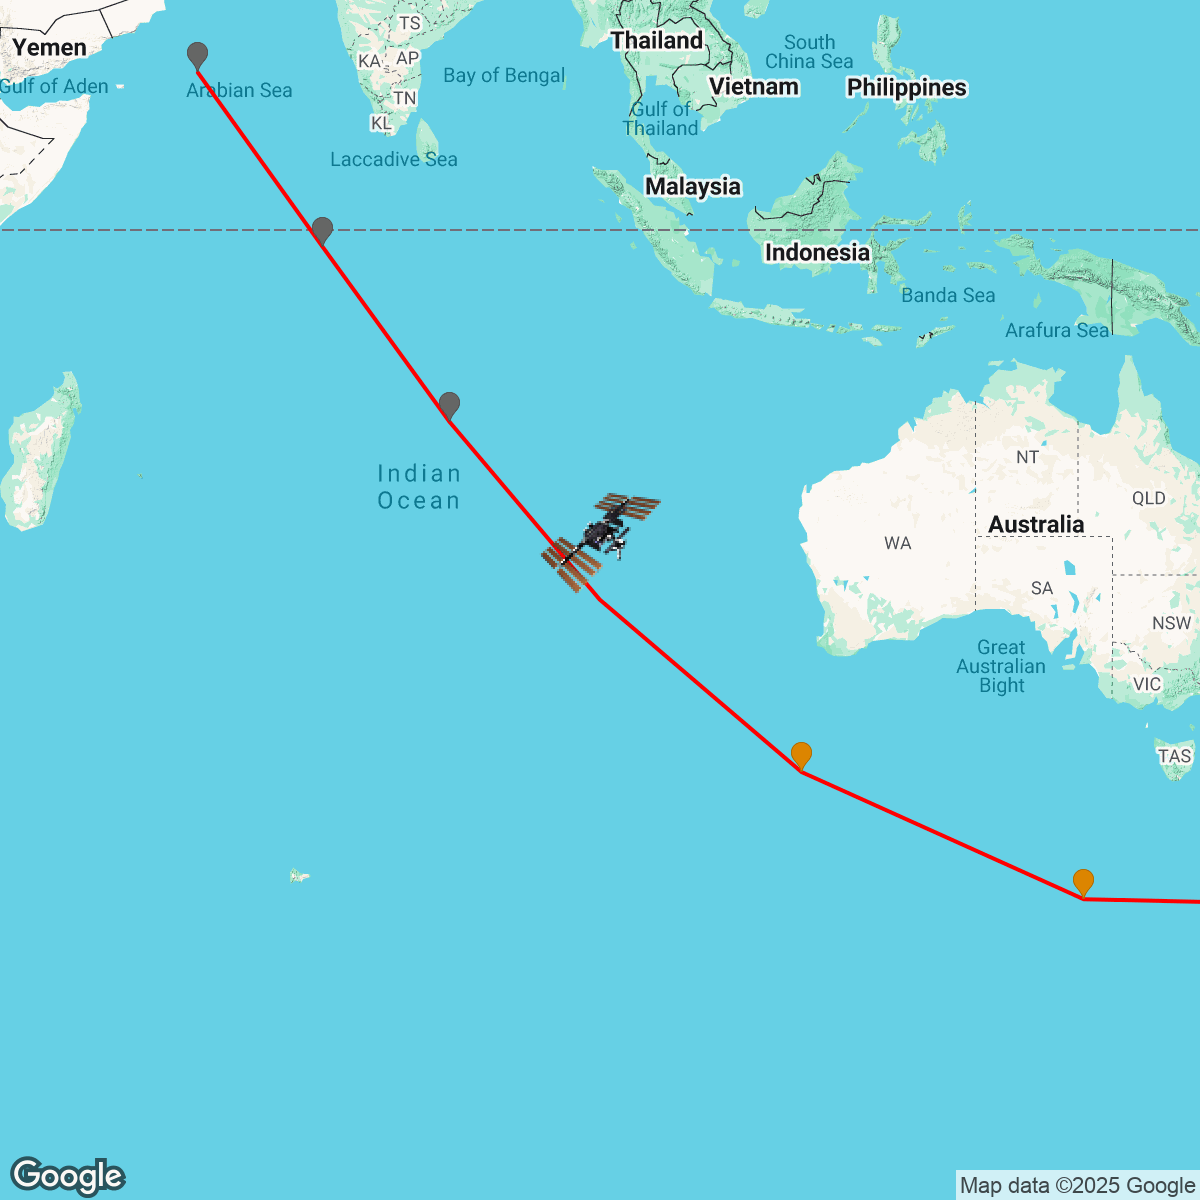 TS
Yemen
Thailand
South
China Sea
KA
AP
Bay of Bengal
Gulf of Aden
Arabian Sea
Vietnam
Philippines
TN
Gulf of
Thailand
KL
Laccadive Sea
Malaysia
Indonesia
Banda Sea
Arafura Sea
NT
Indian
Ocean
QLD
Australia
WA
SA
NSW
Great
Australian
Bight
VIC
TAS
Google
Map data ©2025 Google